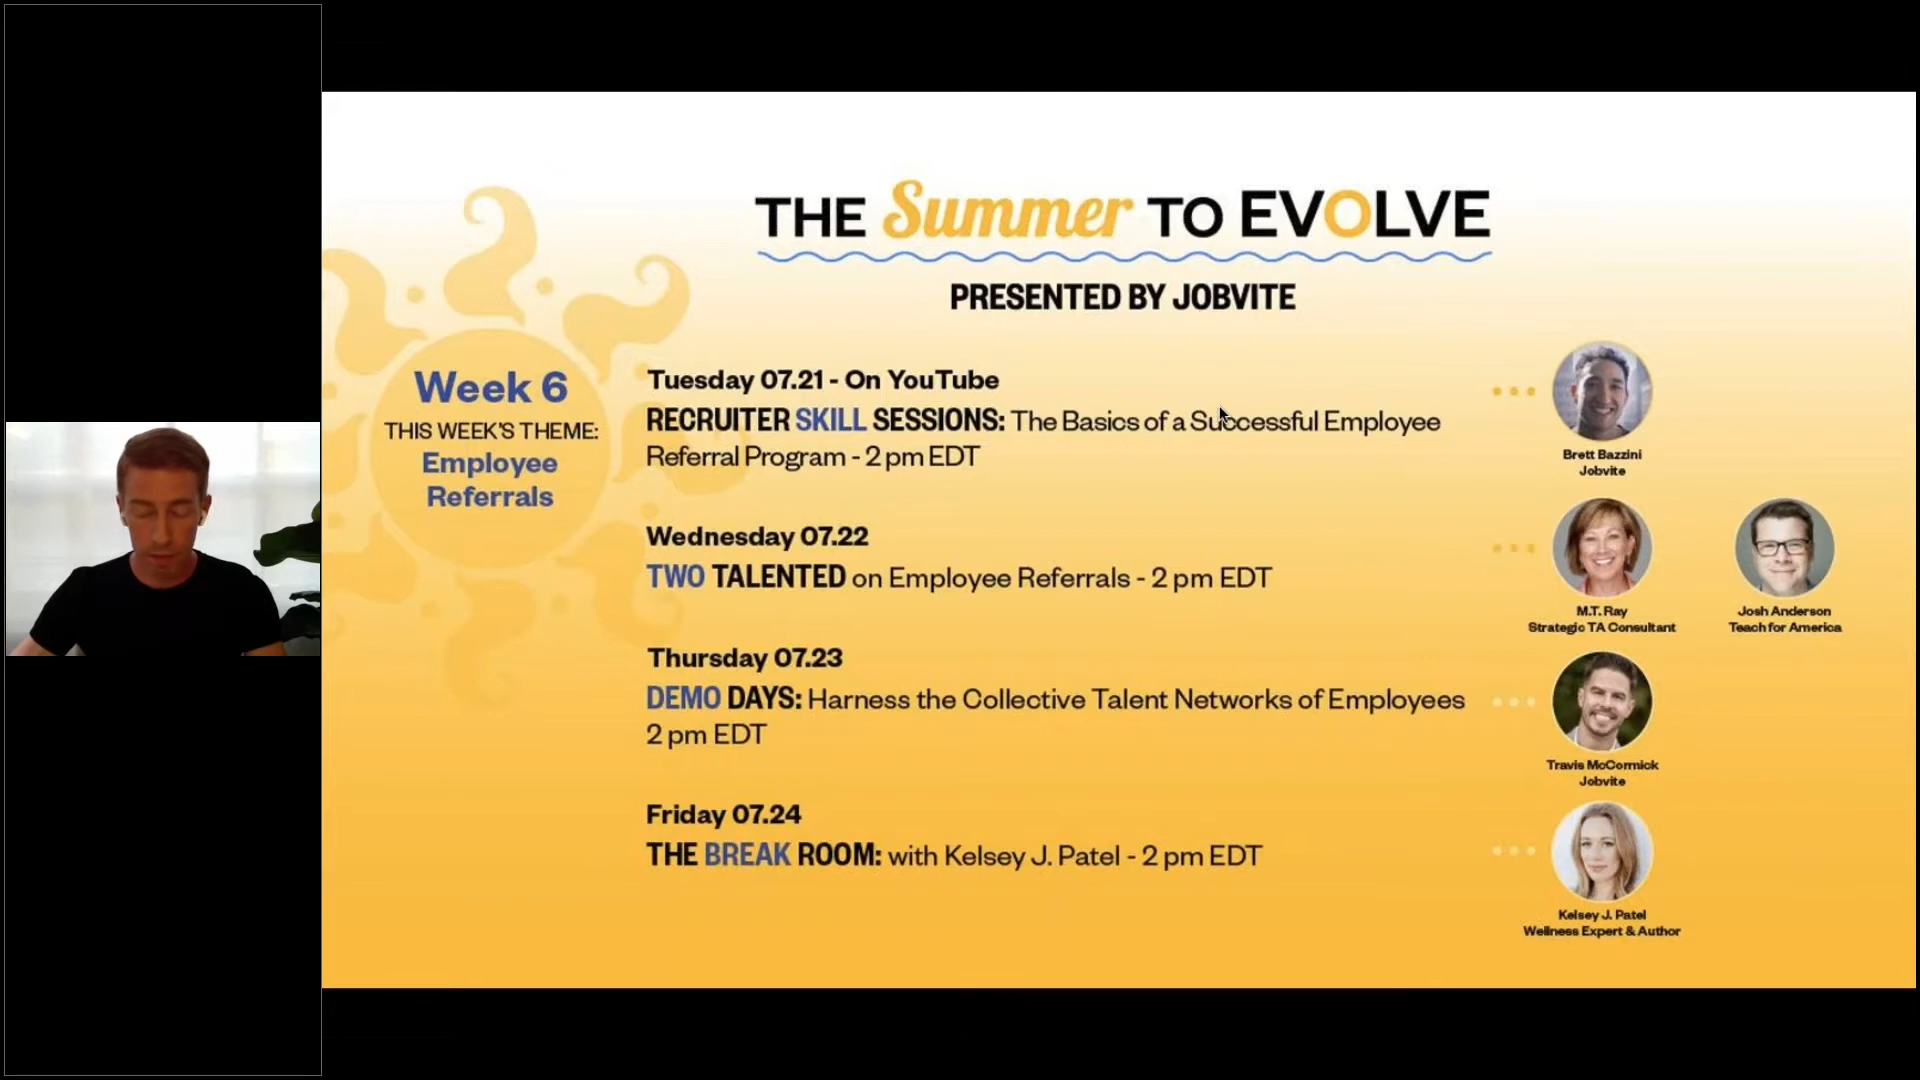 THE Summer TO EVOLVE
PRESENTED BY JOBVITE
Week 6
THIS WEEK'S THEME:
Employee
Referrals
Tuesday 07.21 - On YouTube
RECRUITER SKILL SESSIONS: The Basics of a Successful Employee
Referral Program - 2 pm EDT
Brett Bazzini
Jobvite
Wednesday 07.22
TWO TALENTED on Employee Referrals - 2 pm EDT
M.T. Ray
Strategic TA Consultant
Josh Anderson
Teach for America
Thursday 07.23
DEMO DAYS: Harness the Collective Talent Networks of Employees
2 pm EDT
Travis McCormick
Jobvite
Friday 07.24
THE BREAK ROOM: with Kelsey J. Patel - 2 pm EDT
Kelsey J. Patel
Wellness Expert & Author